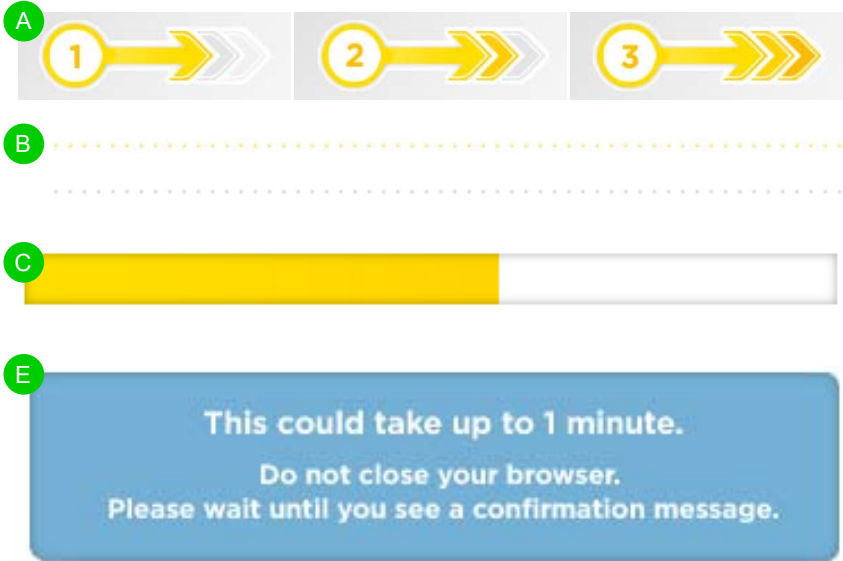 A
1
2
3
B
C
E
This could take up to 1 minute.
Do not close your browser.
Please wait until you see a confirmation message.